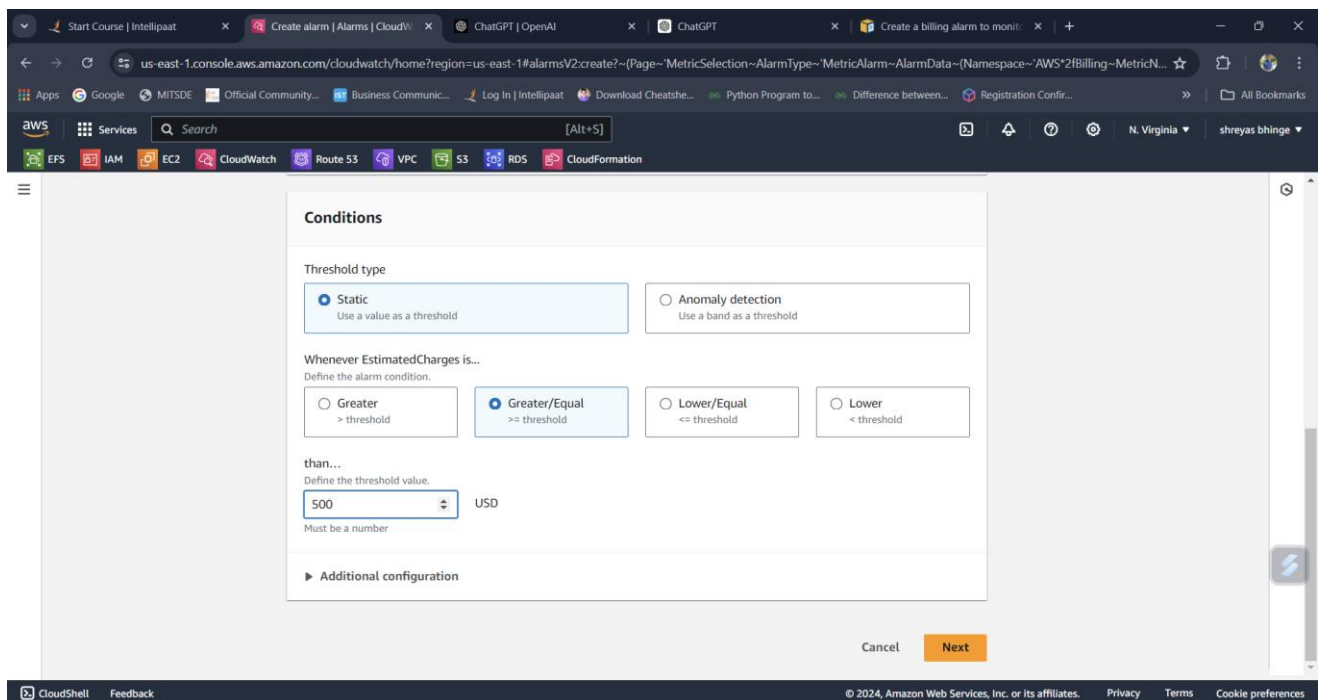 Start Course | Intellipaat
Create alarm | Alarms | CloudW
ChatGPT | OpenAI
ChatGPT
Create a billing alarm to monito
us-east-1.console.aws.amazon.com/cloudwatch/home?region=us-east-1#alarmsV2:create?~(Page~'MetricSelection~AlarmType~'MetricAlarm~AlarmData~(Namespace~'AWS*2fBilling~MetricN...
Apps Google MITSDE Official Community... Business Communic... Log In | Intellipaat Download Cheatshe... Python Program to... Difference between... Registration Confir... » All Bookmarks
aws Services Search [Alt+S] N. Virginia shreyas bhinge
EFS IAM EC2 CloudWatch Route 53 VPC S3 RDS CloudFormation
Conditions
Threshold type
Static
Use a value as a threshold
Anomaly detection
Use a band as a threshold
Whenever EstimatedCharges is...
Define the alarm condition.
Greater
> threshold
Greater/Equal
>= threshold
Lower/Equal
<= threshold
Lower
< threshold
than...
Define the threshold value.
500 USD
Must be a number
Additional configuration
Cancel Next
CloudShell Feedback © 2024, Amazon Web Services, Inc. or its affiliates. Privacy Terms Cookie preferences